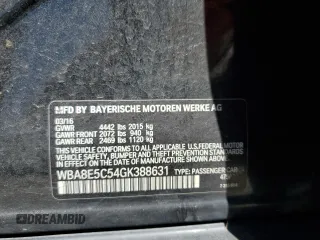 MFD BY BAYERISCHE MOTOREN WERKE AG
03/16
GVWR 4442 lbs 2015 kg
GAWR FRONT 2072 lbs 940 kg
GAWR REAR 2469 lbs 1120 kg
THIS VEHICLE CONFORMS TO ALL APPLICABLE
U.S. FEDERAL MOTOR VEHICLE SAFETY,
BUMPER AND THEFT PREVENTION STANDARDS
IN EFFECT ON THE DATE OF MANUFACTURE
SHOWN ABOVE.
WBA8E5C54GK388631 TYPE: PASSENGER CAR
DREAMBID